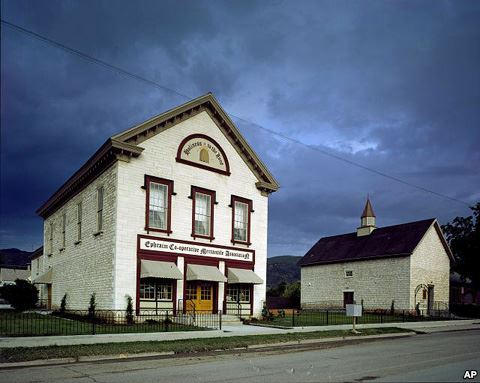 Holiness to the Lord
Ephraim Co-operative Mercantile Association
AP